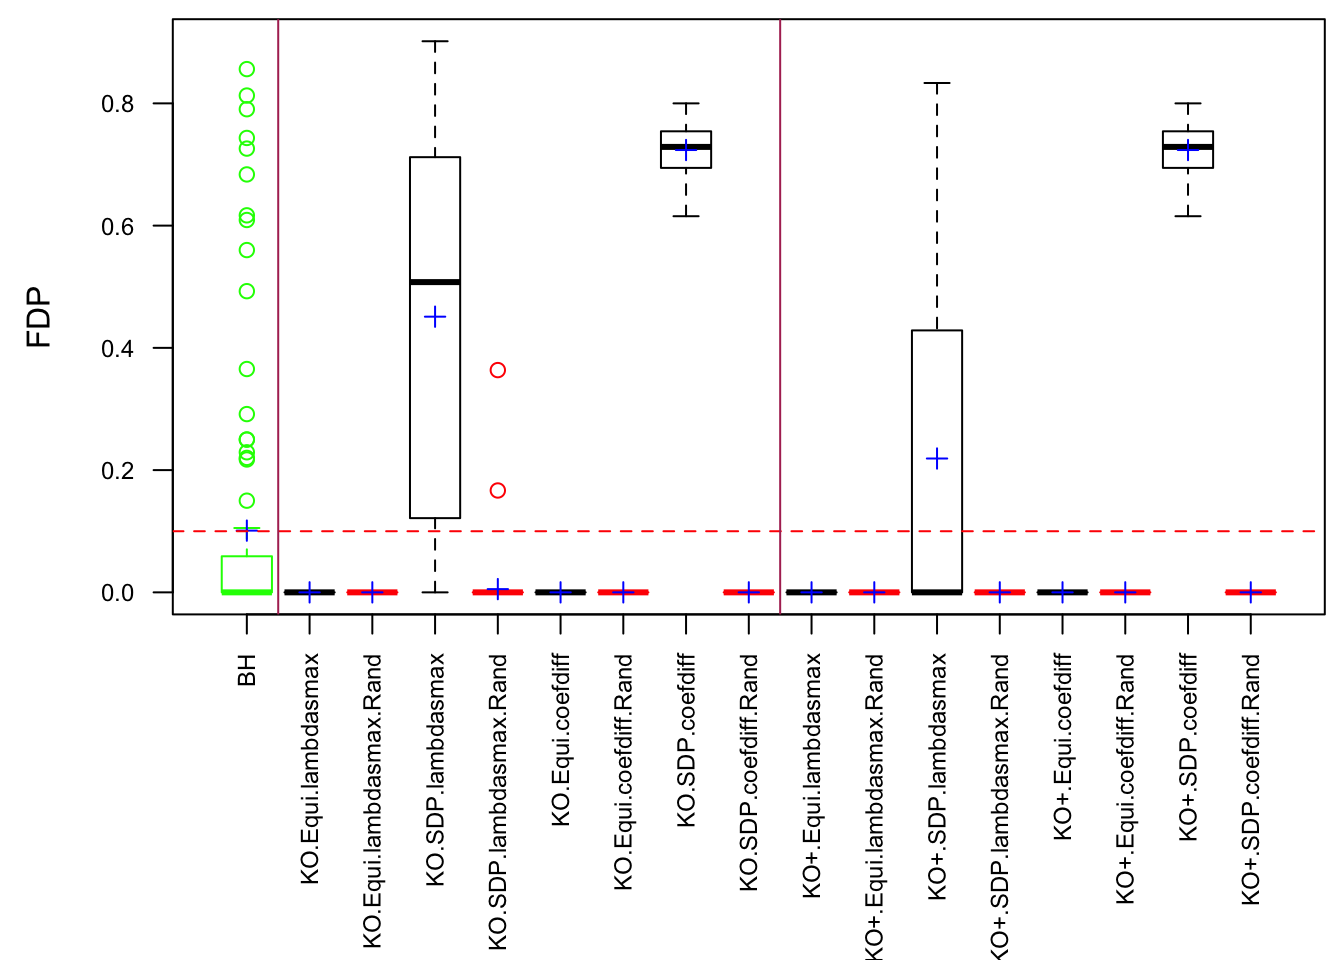 FDP
0.8
0.6
0.4
0.2
0.0
BH
KO.Equi.lambdasmax
KO.Equi.lambdasmax.Rand
KO.SDP.lambdasmax
KO.SDP.lambdasmax.Rand
KO.Equi.coefdiff
KO.Equi.coefdiff.Rand
KO.SDP.coefdiff
KO.SDP.coefdiff.Rand
KO+.Equi.lambdasmax
KO+.Equi.lambdasmax.Rand
KO+.SDP.lambdasmax
KO+.SDP.lambdasmax.Rand
KO+.Equi.coefdiff
KO+.Equi.coefdiff.Rand
KO+.SDP.coefdiff
KO+.SDP.coefdiff.Rand